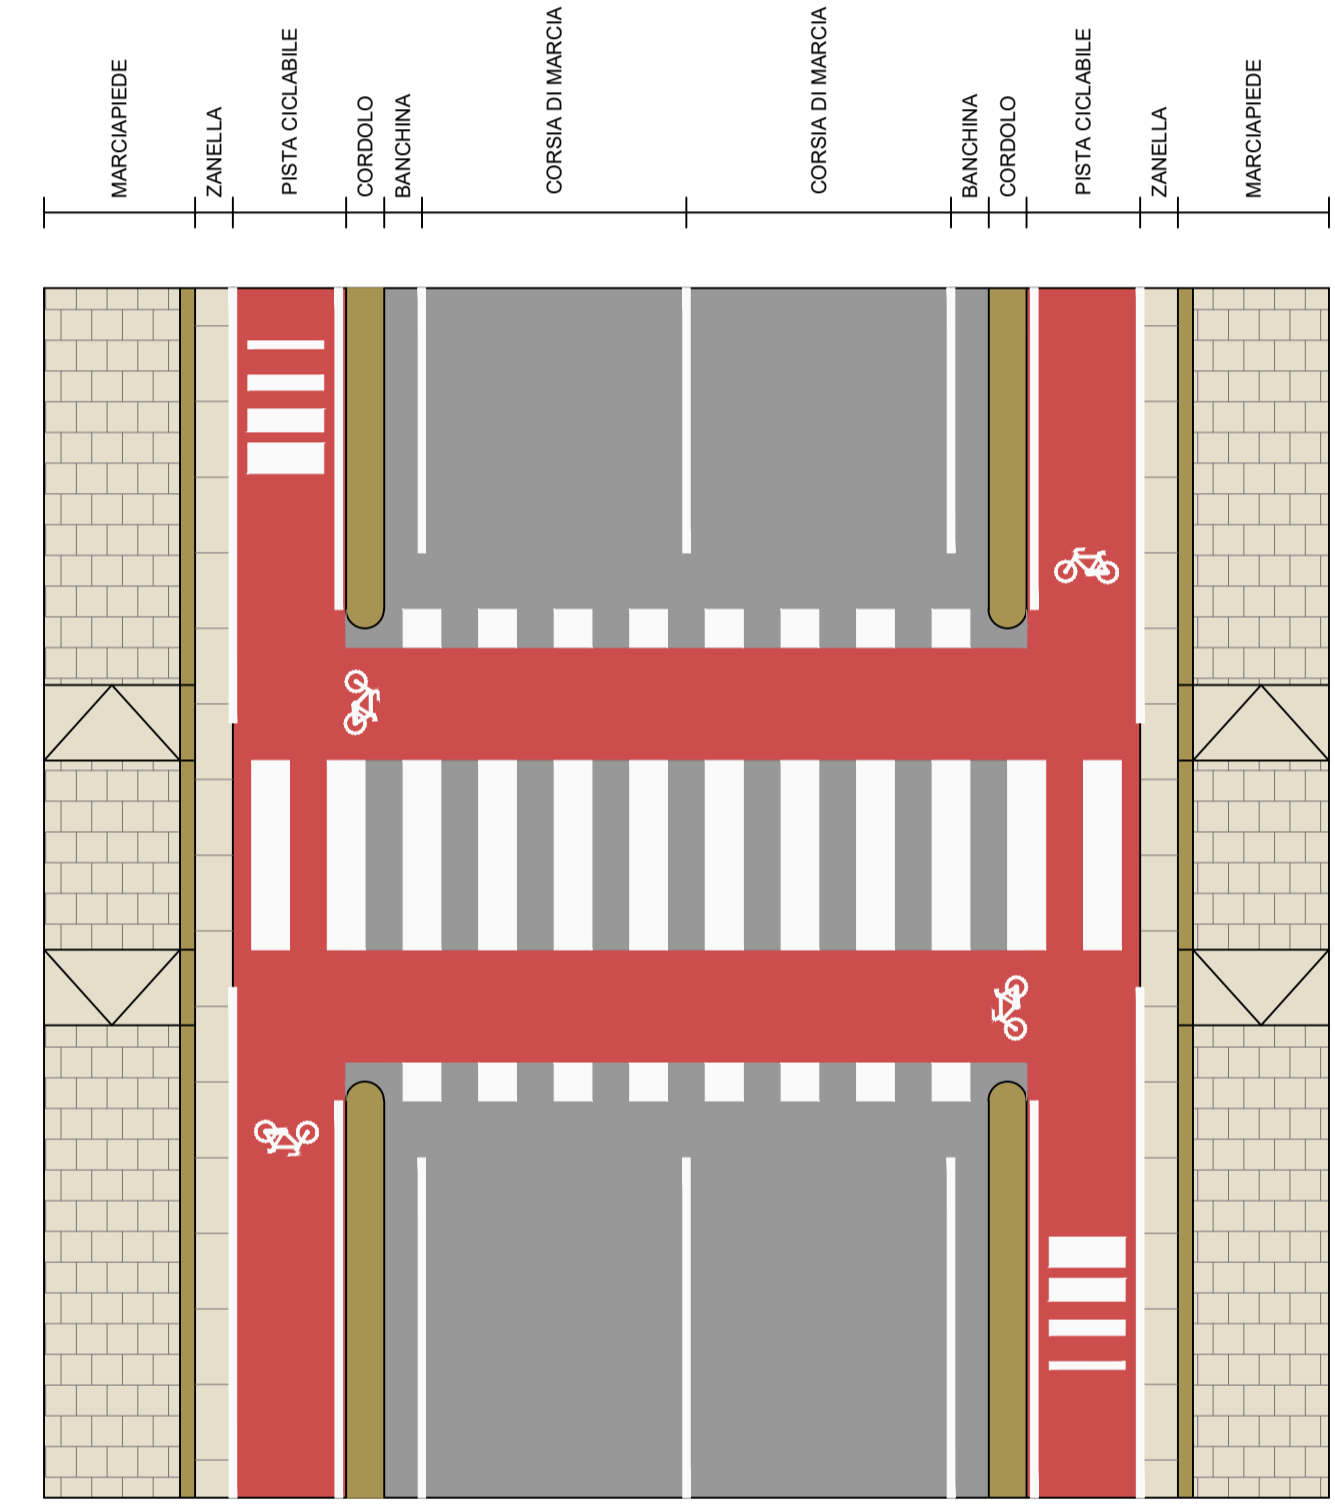 MARCIAPIEDE
ZANELLA
PISTA CICLABILE
CORDOLO
BANCHINA
CORSIA DI MARCIA
CORSIA DI MARCIA
BANCHINA
CORDOLO
PISTA CICLABILE
ZANELLA
MARCIAPIEDE